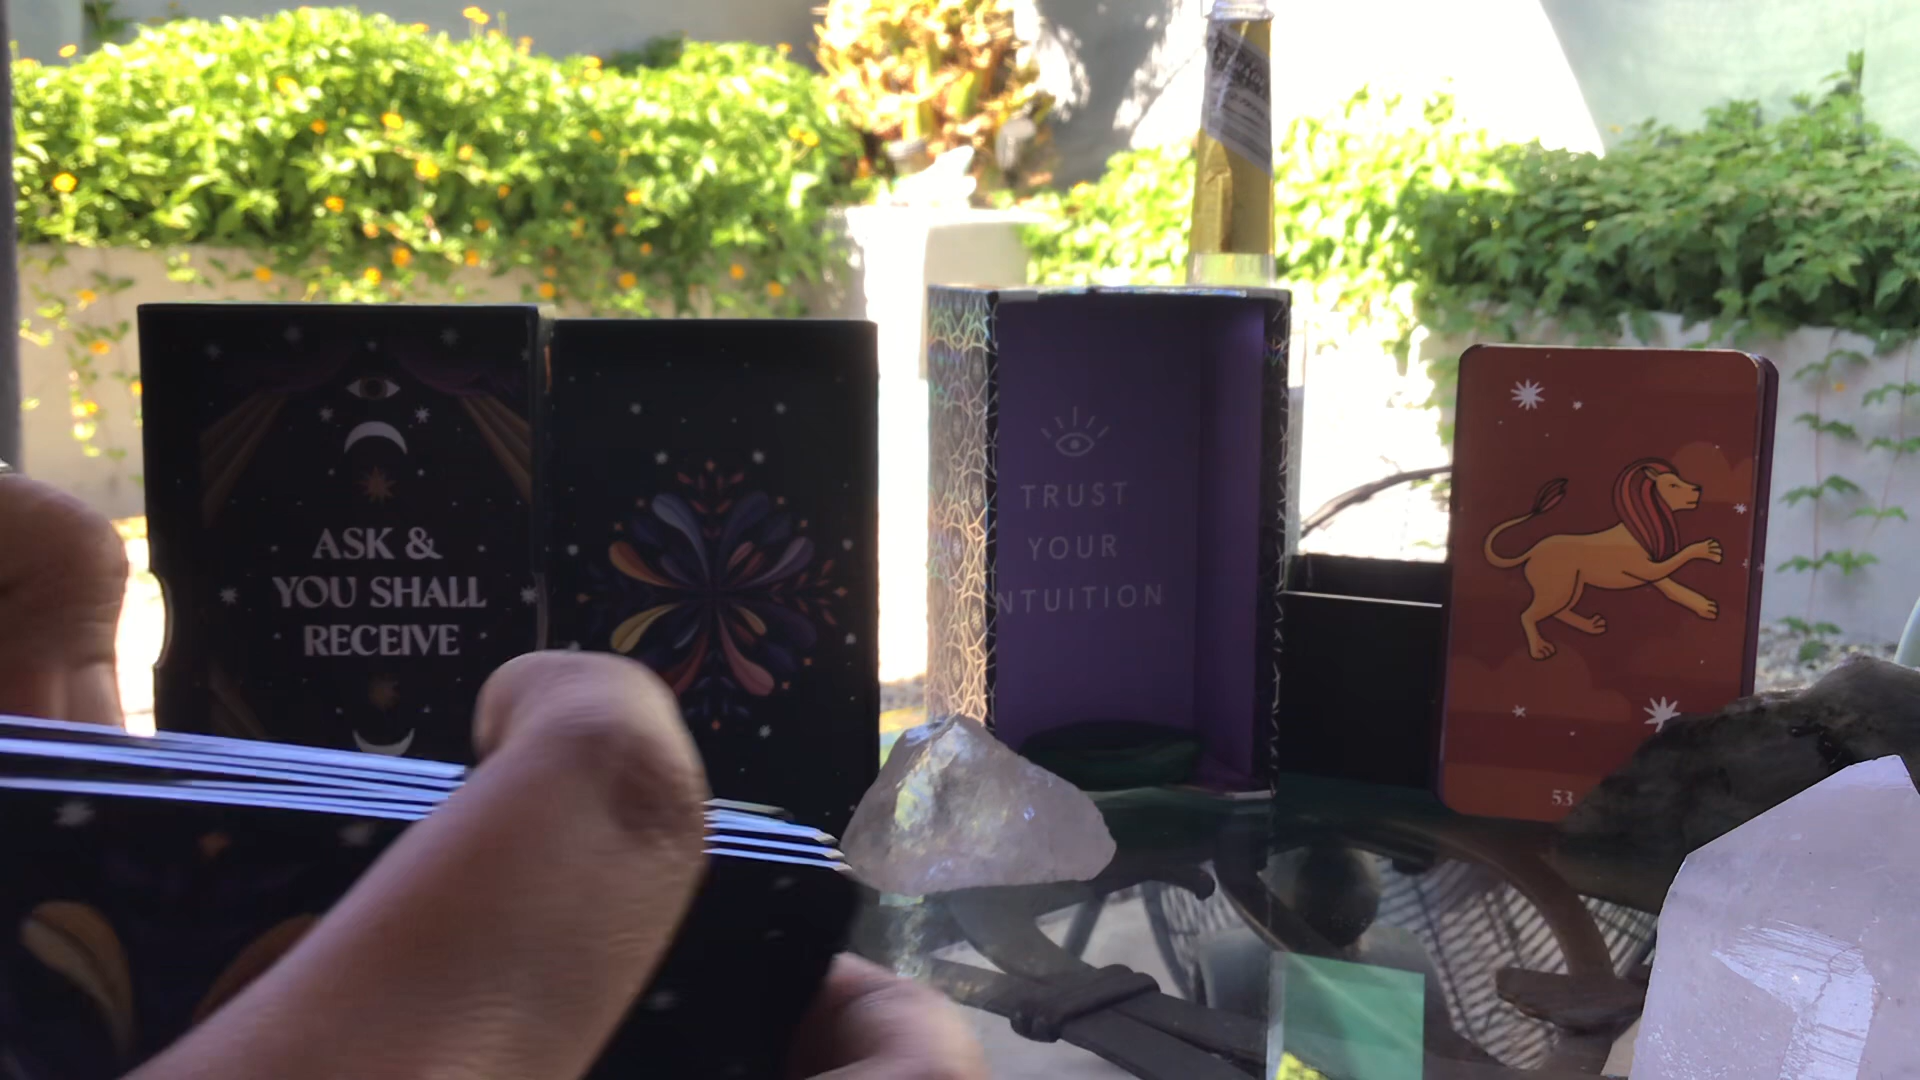 ASK &
YOU SHALL
RECEIVE
TRUST
YOUR
NTUITION
53